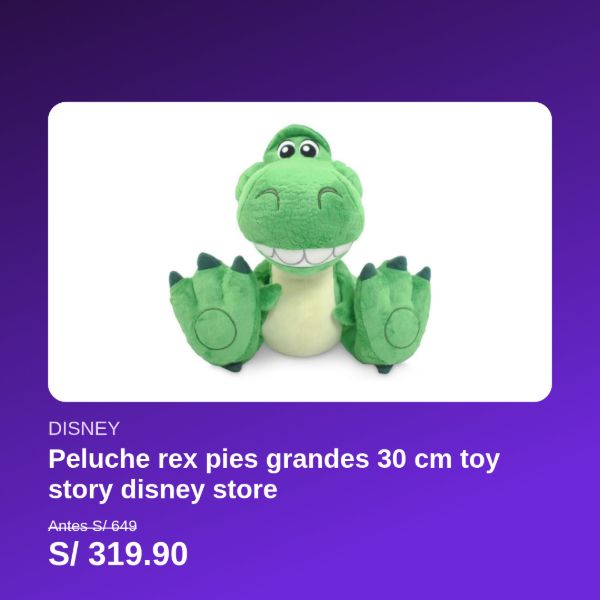 DISNEY
Peluche rex pies grandes 30 cm toy
story disney store
Antes S/ 649
S/ 319.90